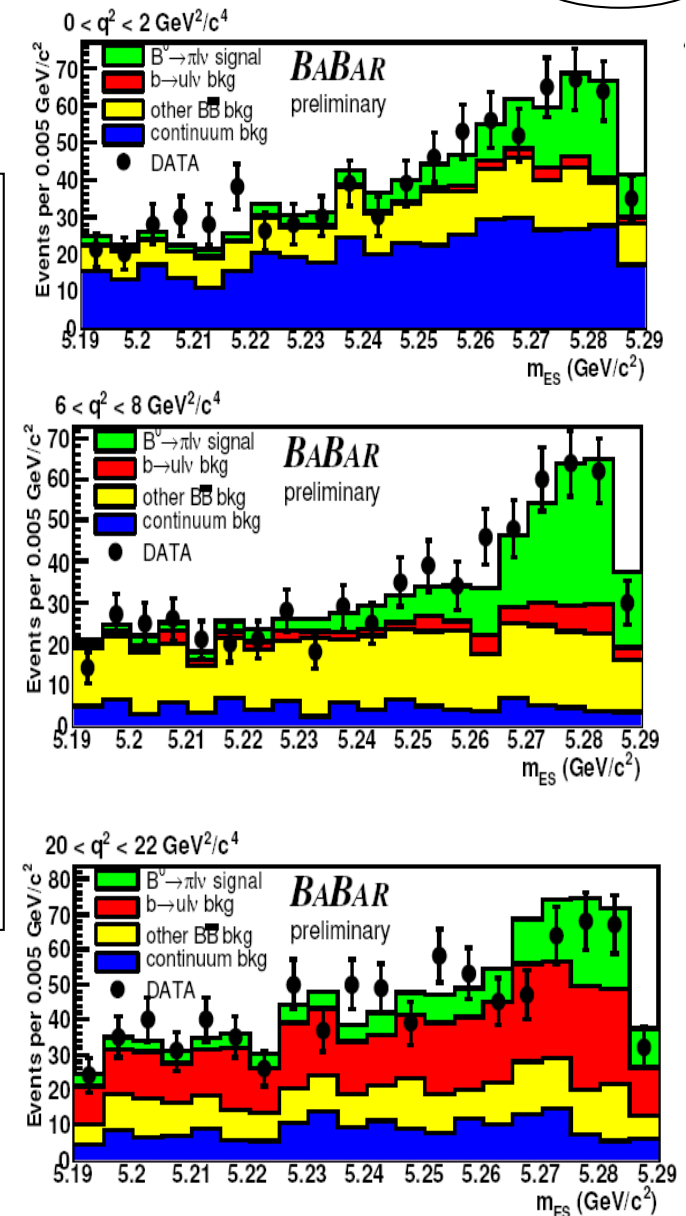 0 < q² < 2 GeV²/c⁴
Events per 0.005 GeV/c²
70
60
50
40
30
20
10
0
B⁰→πlν signal
b→ulν bkg
other BB̄ bkg
continuum bkg
DATA
BABAR
preliminary
5.19 5.2 5.21 5.22 5.23 5.24 5.25 5.26 5.27 5.28 5.29
m_ES (GeV/c²)
6 < q² < 8 GeV²/c⁴
Events per 0.005 GeV/c²
70
60
50
40
30
20
10
0
B⁰→πlν signal
b→ulν bkg
other BB̄ bkg
continuum bkg
DATA
BABAR
preliminary
5.19 5.2 5.21 5.22 5.23 5.24 5.25 5.26 5.27 5.28 5.29
m_ES (GeV/c²)
20 < q² < 22 GeV²/c⁴
Events per 0.005 GeV/c²
80
70
60
50
40
30
20
10
0
B⁰→πlν signal
b→ulν bkg
other BB̄ bkg
continuum bkg
DATA
BABAR
preliminary
5.19 5.2 5.21 5.22 5.23 5.24 5.25 5.26 5.27 5.28 5.29
m_ES (GeV/c²)